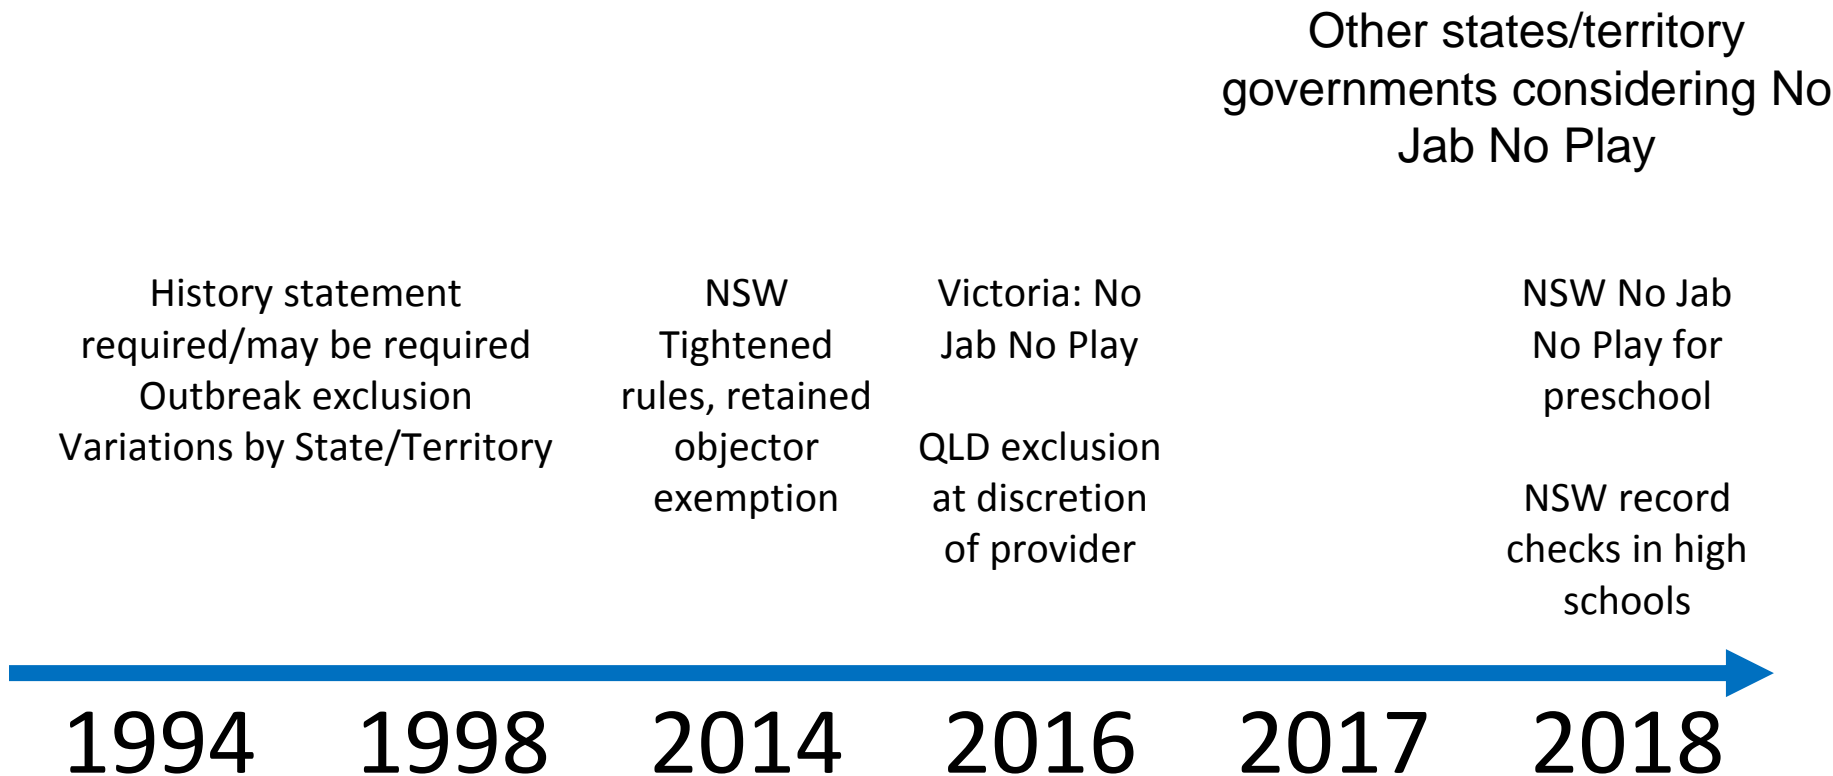 Other states/territory
governments considering No
Jab No Play
History statement
required/may be required
Outbreak exclusion
Variations by State/Territory
NSW
Tightened
rules, retained
objector
exemption
Victoria: No
Jab No Play
QLD exclusion
at discretion
of provider
NSW No Jab
No Play for
preschool
NSW record
checks in high
schools
1994
1998
2014
2016
2017
2018